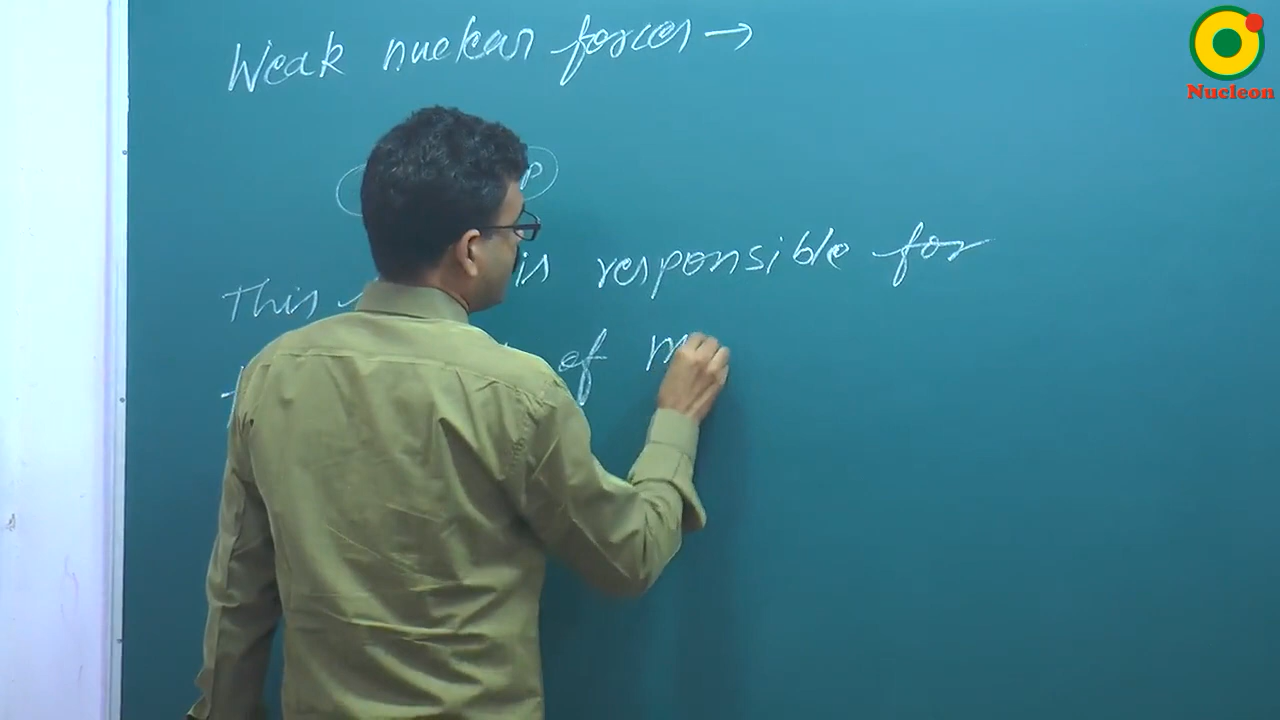 Weak nuclear forces →
P
This is responsible for
of
Nucleon